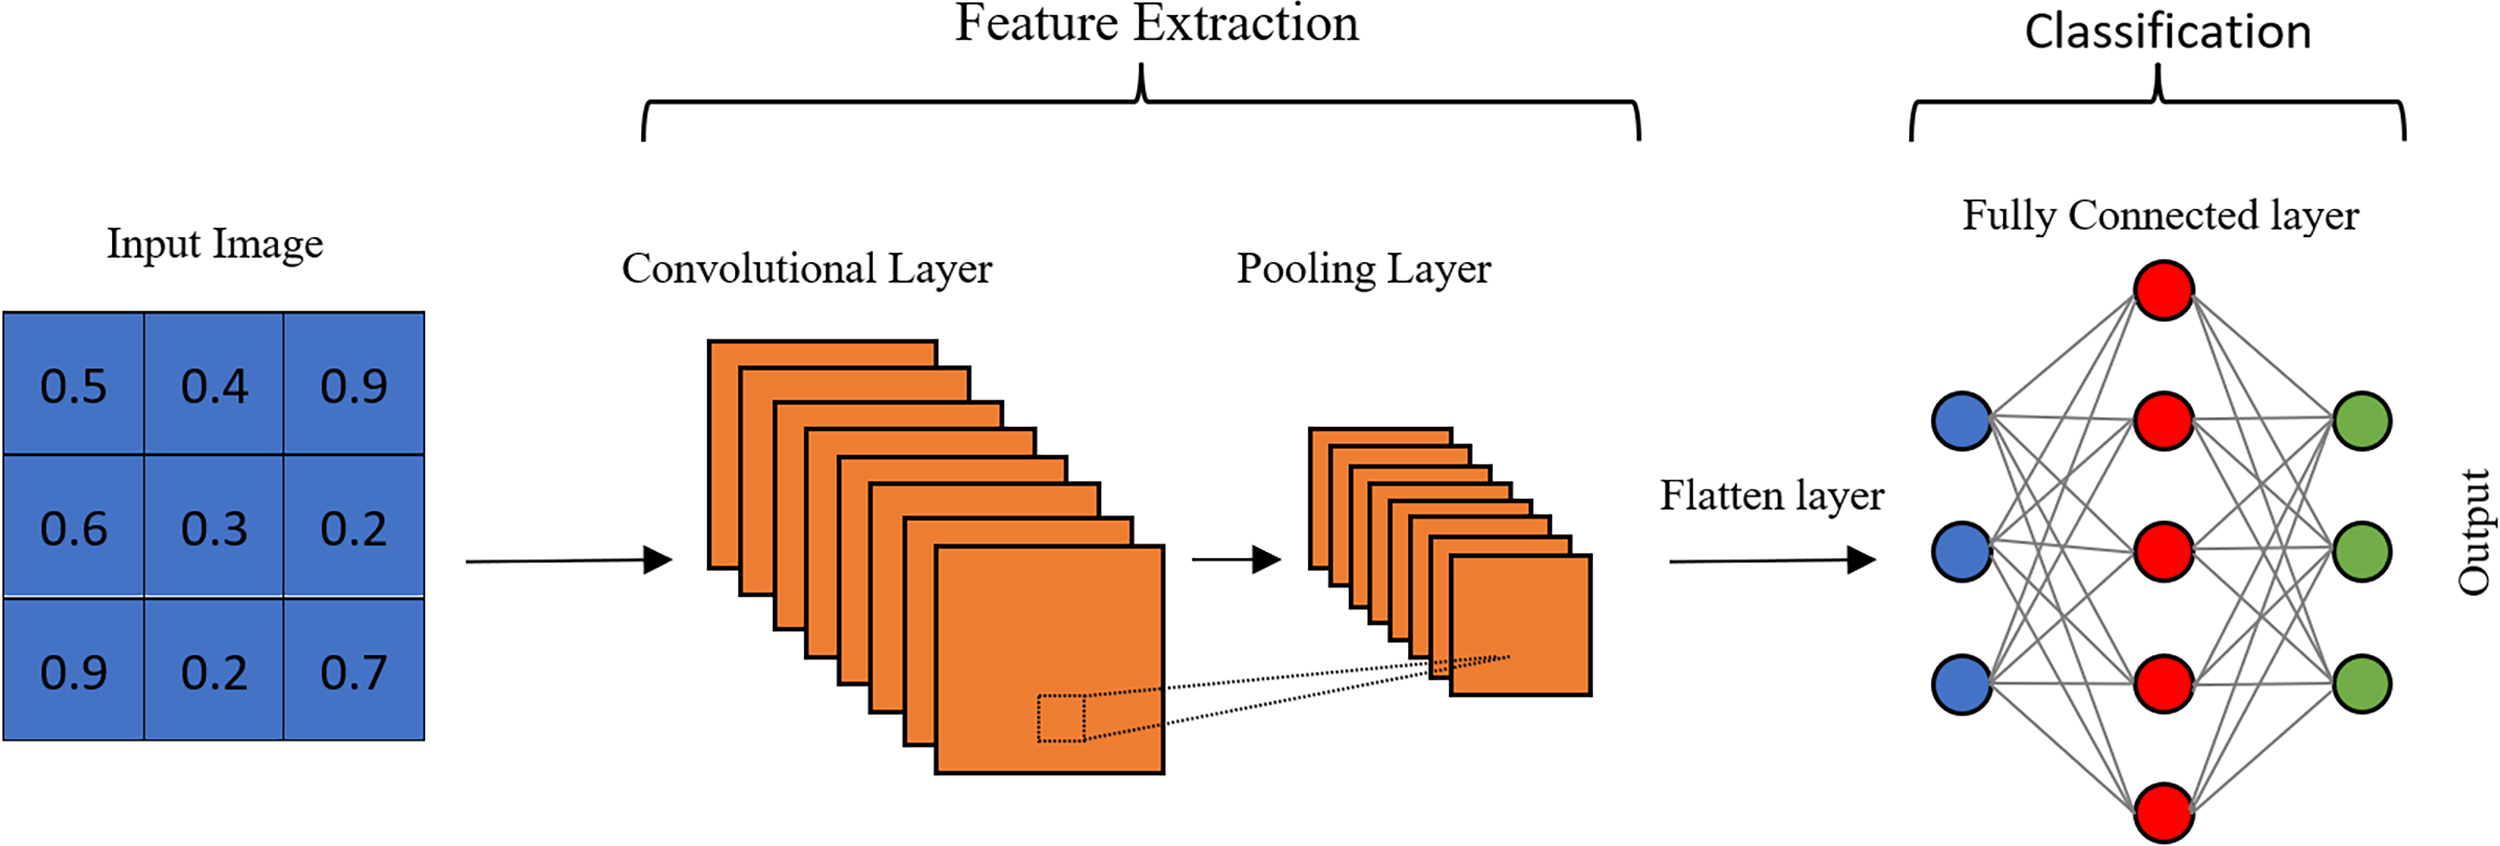 Feature Extraction
Classification
Input Image
Convolutional Layer
Pooling Layer
Fully Connected layer
0.5 0.4 0.9
0.6 0.3 0.2
0.9 0.2 0.7
Flatten layer
Output